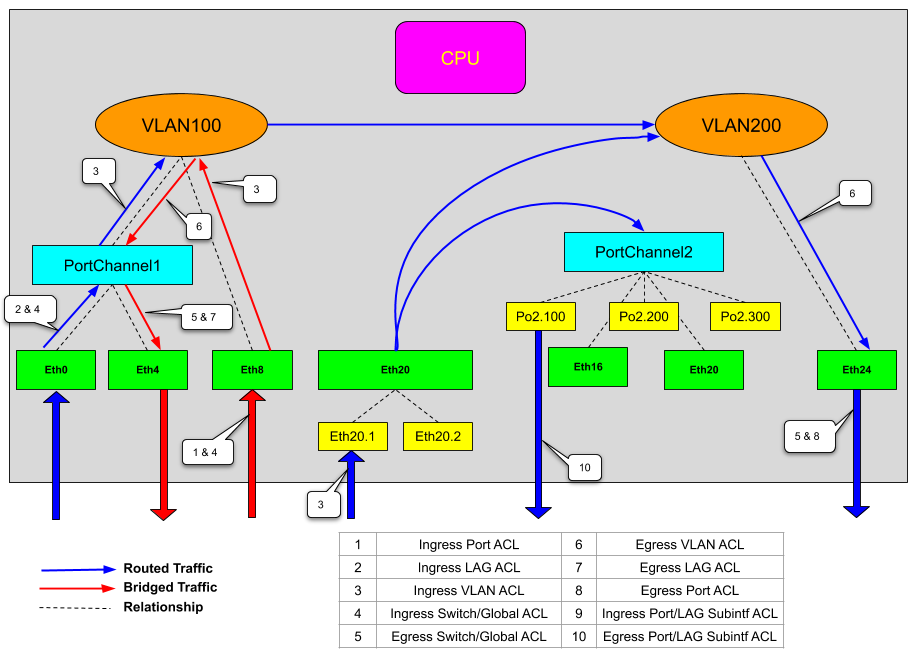 CPU
VLAN100
VLAN200
3
3
6
6
PortChannel1
PortChannel2
2 & 4
5 & 7
Po2.100
Po2.200
Po2.300
Eth0
Eth4
Eth8
Eth20
Eth16
Eth20
Eth24
Eth20.1
Eth20.2
1 & 4
5 & 8
10
3
Routed Traffic
Bridged Traffic
Relationship
1 Ingress Port ACL 6 Egress VLAN ACL
2 Ingress LAG ACL 7 Egress LAG ACL
3 Ingress VLAN ACL 8 Egress Port ACL
4 Ingress Switch/Global ACL 9 Ingress Port/LAG Subintf ACL
5 Egress Switch/Global ACL 10 Egress Port/LAG Subintf ACL